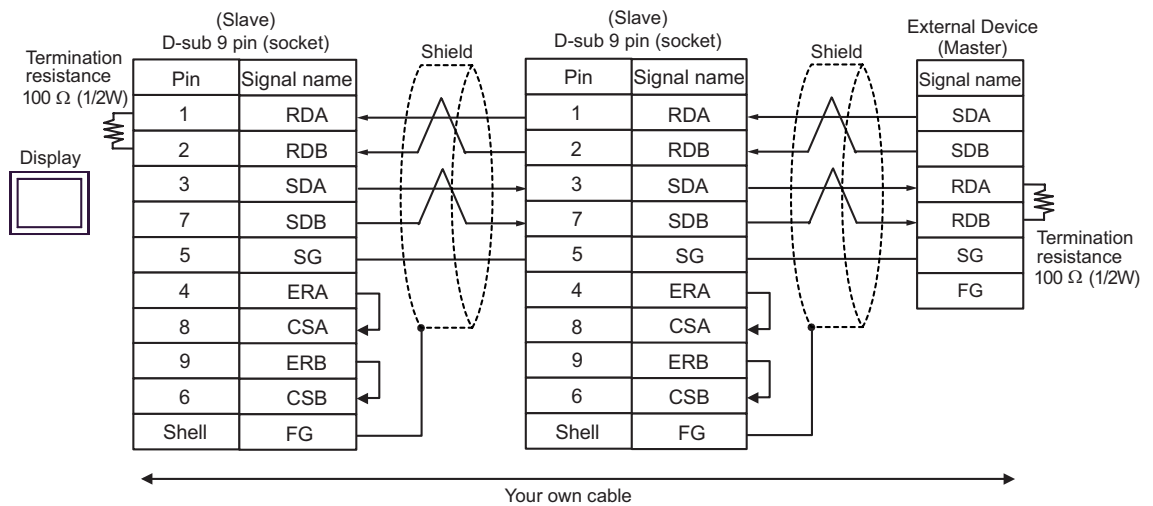 (Slave)
D-sub 9 pin (socket)
(Slave)
D-sub 9 pin (socket)
External Device
(Master)
Termination
resistance
100 Ω (1/2W)
Shield
Shield
Display
Pin Signal name
1 RDA
2 RDB
3 SDA
7 SDB
5 SG
4 ERA
8 CSA
9 ERB
6 CSB
Shell FG
Pin Signal name
1 RDA
2 RDB
3 SDA
7 SDB
5 SG
4 ERA
8 CSA
9 ERB
6 CSB
Shell FG
Signal name
SDA
SDB
RDA
RDB
SG
FG
Termination
resistance
100 Ω (1/2W)
Your own cable